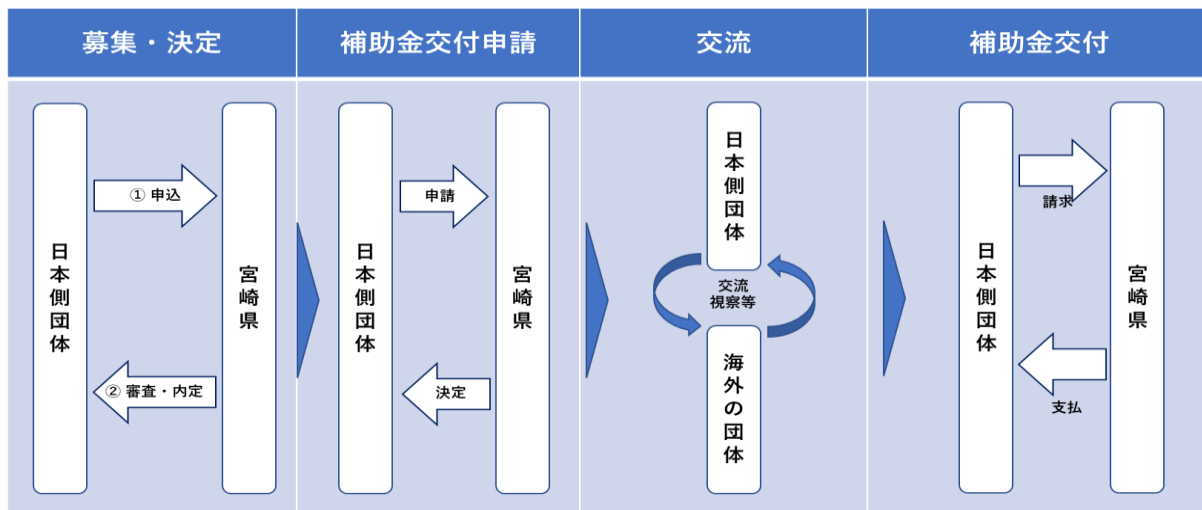 募集・決定
補助金交付申請
交流
補助金交付
日本側団体
① 申込
② 審査・内定
宮崎県
日本側団体
申請
決定
宮崎県
日本側団体
交流
視察等
海外の団体
日本側団体
請求
支払
宮崎県